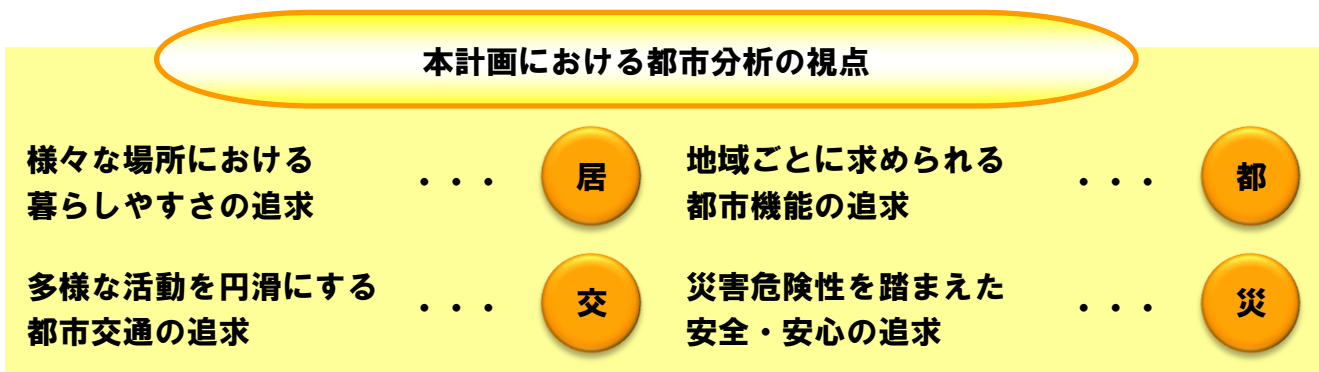 本計画における都市分析の視点
様々な場所における
暮らしやすさの追求
・・・
居
地域ごとに求められる
都市機能の追求
・・・
都
多様な活動を円滑にする
都市交通の追求
・・・
交
災害危険性を踏まえた
安全・安心の追求
・・・
災